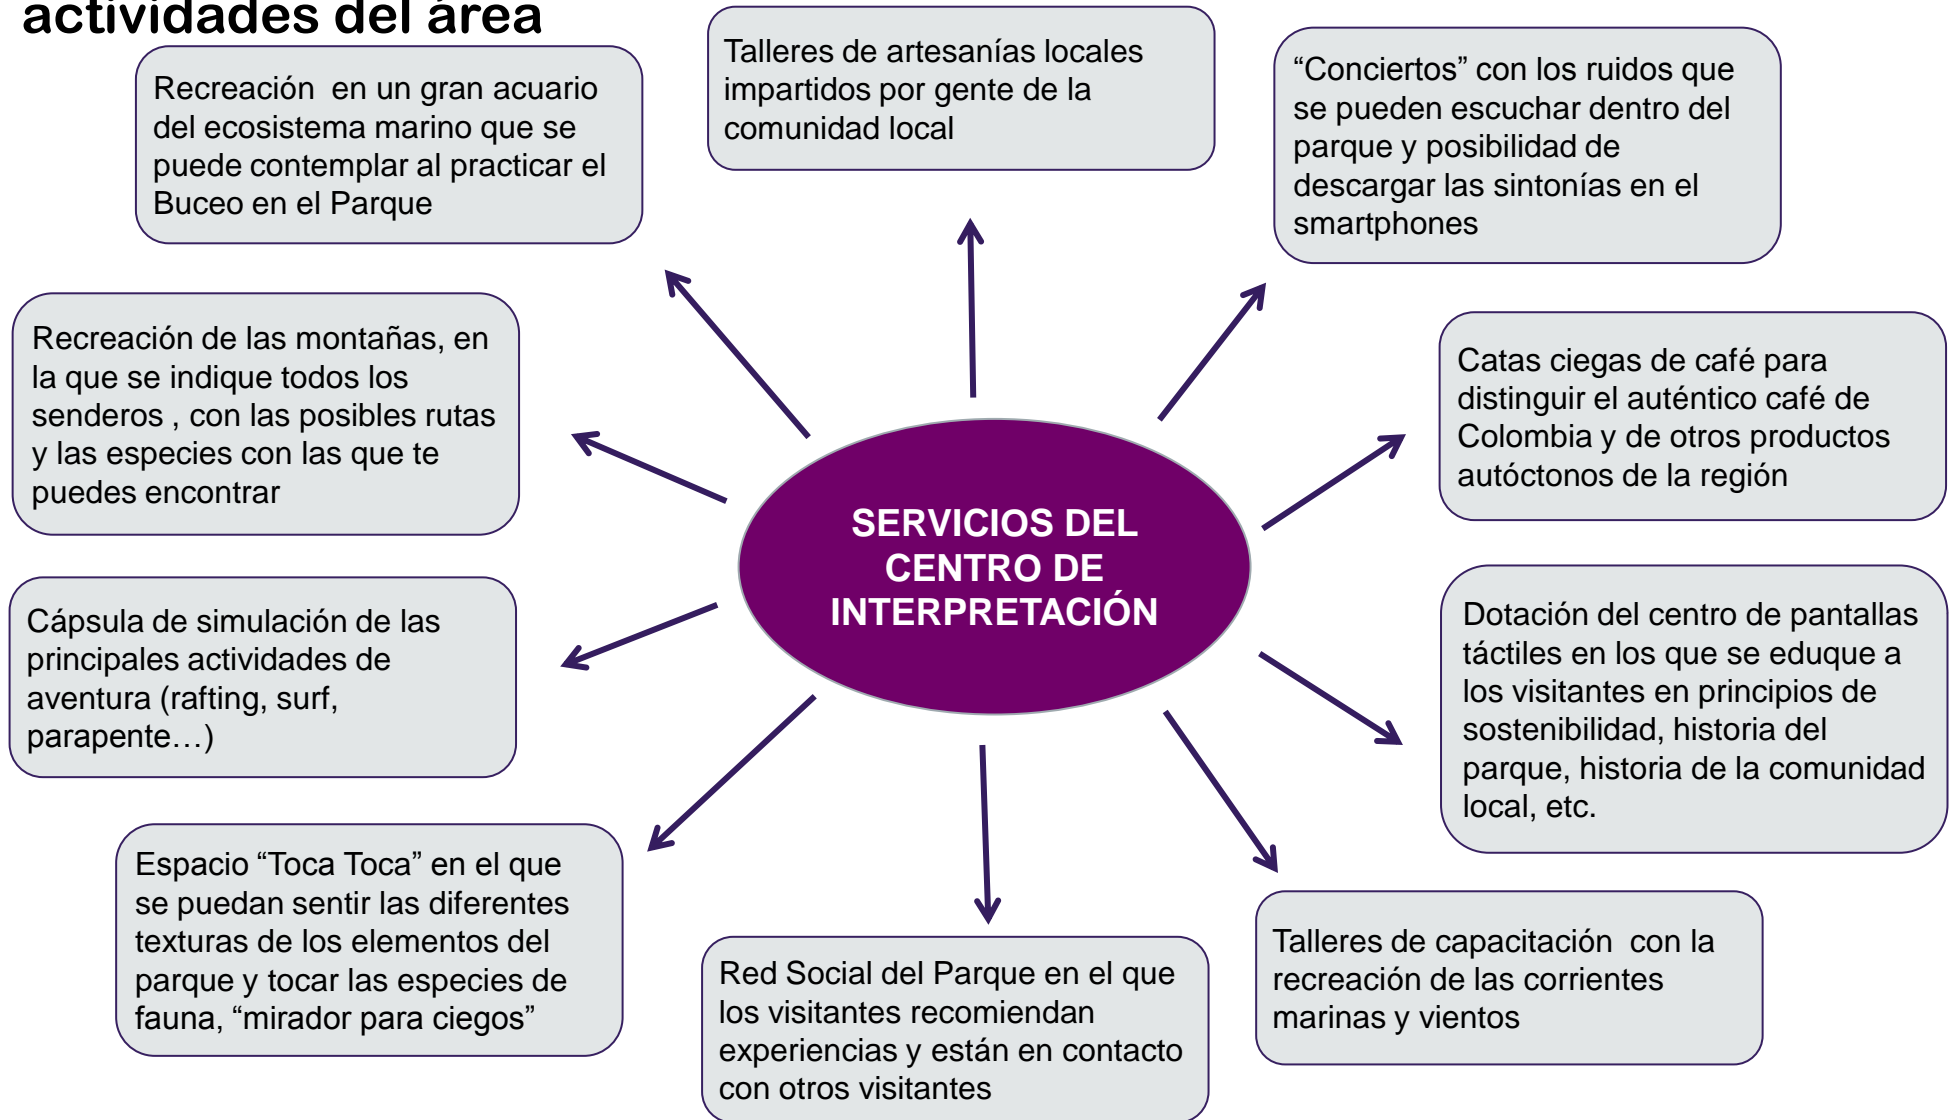 actividades del área
Recreación en un gran acuario
del ecosistema marino que se
puede contemplar al practicar el
Buceo en el Parque
Talleres de artesanías locales
impartidos por gente de la
comunidad local
“Conciertos” con los ruidos que
se pueden escuchar dentro del
parque y posibilidad de
descargar las sintonías en el
smartphones
Recreación de las montañas, en
la que se indique todos los
senderos , con las posibles rutas
y las especies con las que te
puedes encontrar
Catas ciegas de café para
distinguir el auténtico café de
Colombia y de otros productos
autóctonos de la región
SERVICIOS DEL
CENTRO DE
INTERPRETACIÓN
Cápsula de simulación de las
principales actividades de
aventura (rafting, surf,
parapente…)
Dotación del centro de pantallas
táctiles en los que se eduque a
los visitantes en principios de
sostenibilidad, historia del
parque, historia de la comunidad
local, etc.
Espacio “Toca Toca” en el que
se puedan sentir las diferentes
texturas de los elementos del
parque y tocar las especies de
fauna, “mirador para ciegos”
Red Social del Parque en el que
los visitantes recomiendan
experiencias y están en contacto
con otros visitantes
Talleres de capacitación con la
recreación de las corrientes
marinas y vientos